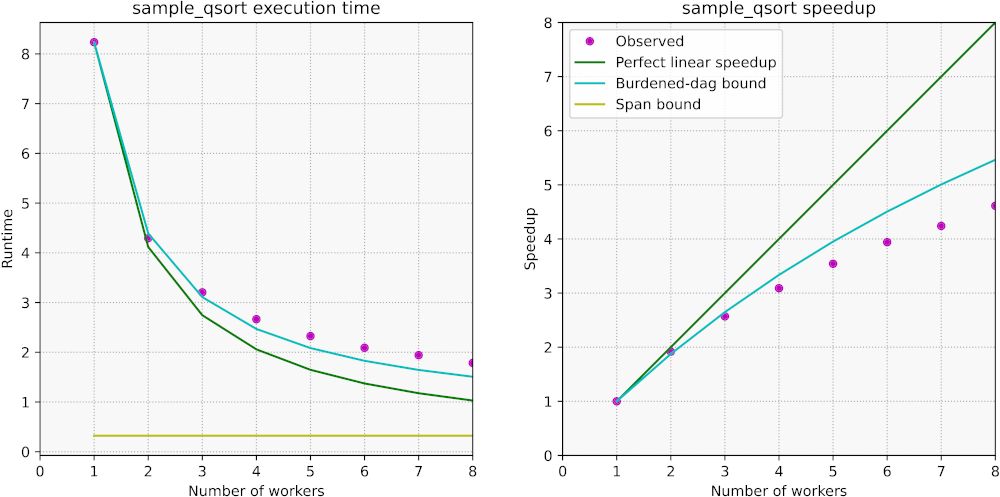 sample_qsort execution time
8
7
6
5
4
3
2
1
0
Runtime
0 1 2 3 4 5 6 7 8
Number of workers
sample_qsort speedup
Observed
Perfect linear speedup
Burdened-dag bound
Span bound
8
7
6
5
4
3
2
1
0
Speedup
0 1 2 3 4 5 6 7 8
Number of workers